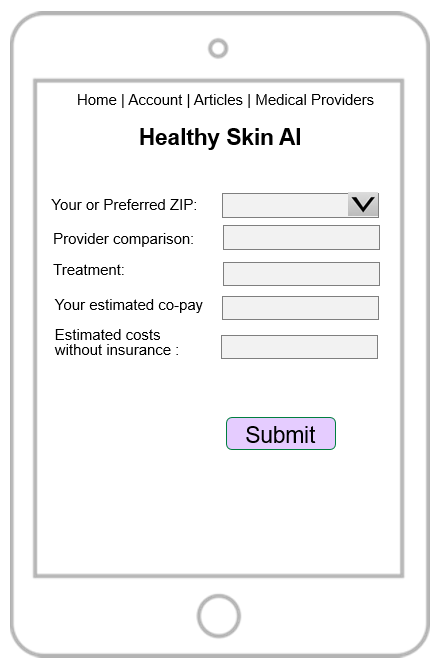 Home | Account | Articles | Medical Providers
Healthy Skin AI
Your or Preferred ZIP:
Provider comparison:
Treatment:
Your estimated co-pay
Estimated costs
without insurance :
Submit